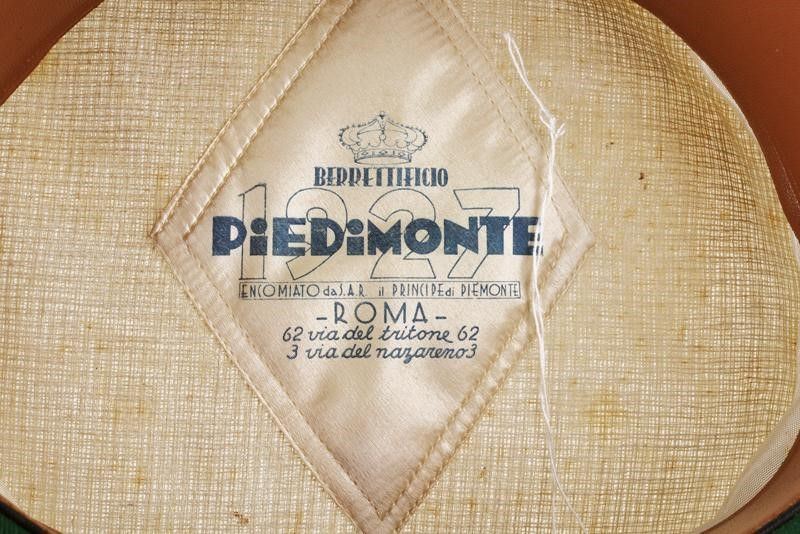 BERRETTIFICIO
1927
PiEDiMONTE
ENCOMIATO da S.A.R. il PRINCIPE di PIEMONTE
-ROMA-
62 via del tritone 62
3 via del nazareno 3